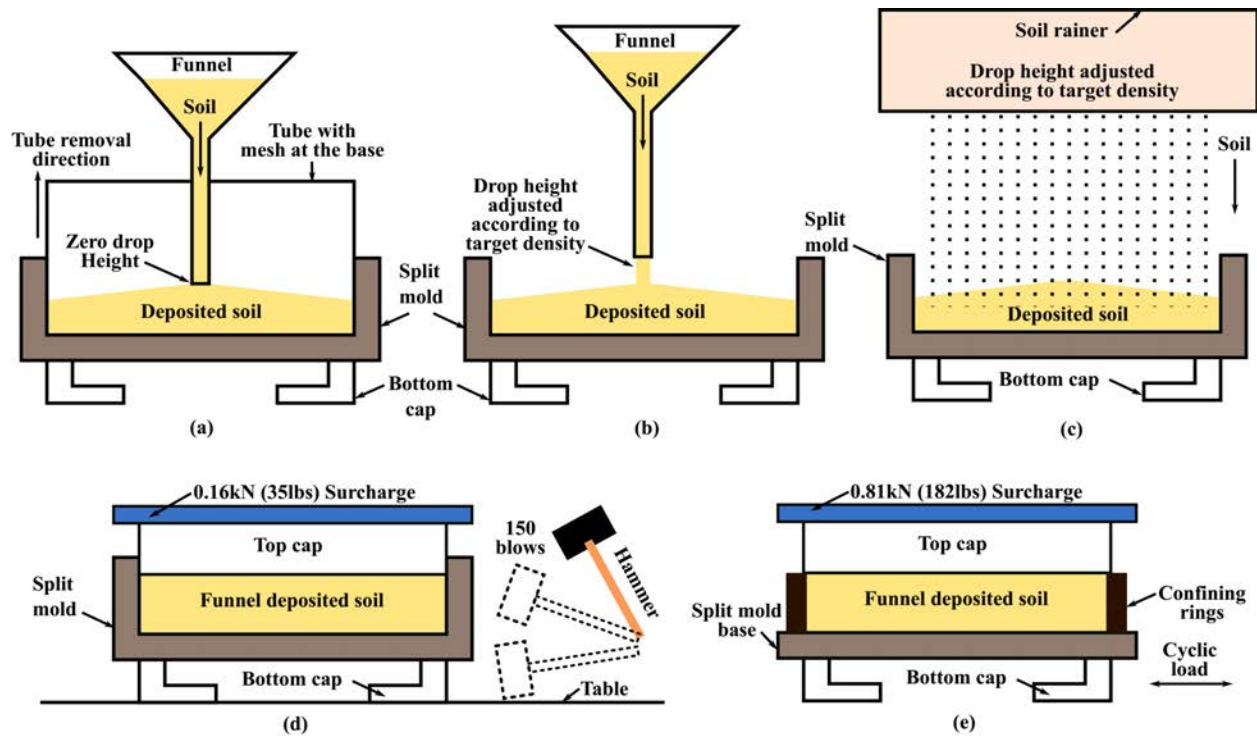 Funnel
Soil
Tube removal
direction
Tube with
mesh at the base
Zero drop
Height
Deposited soil
Split
mold
Bottom
cap
(a)
Funnel
Soil
Drop height
adjusted
according to
target density
Deposited soil
(b)
Soil rainer
Drop height adjusted
according to target density
Soil
Split
mold
Deposited soil
Bottom cap
(c)
0.16kN (35lbs) Surcharge
Top cap
150
blows
Hammer
Split
mold
Funnel deposited soil
Bottom cap
Table
(d)
0.81kN (182lbs) Surcharge
Top cap
Funnel deposited soil
Confining
rings
Split mold
base
Cyclic
load
Bottom cap
(e)